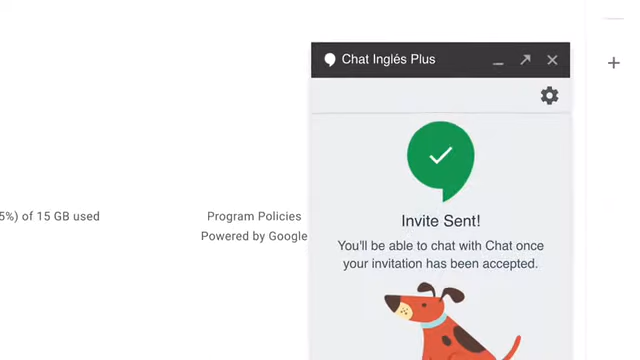 Chat Inglés Plus
5%) of 15 GB used
Program Policies
Powered by Google
Invite Sent!
You'll be able to chat with Chat once
your invitation has been accepted.